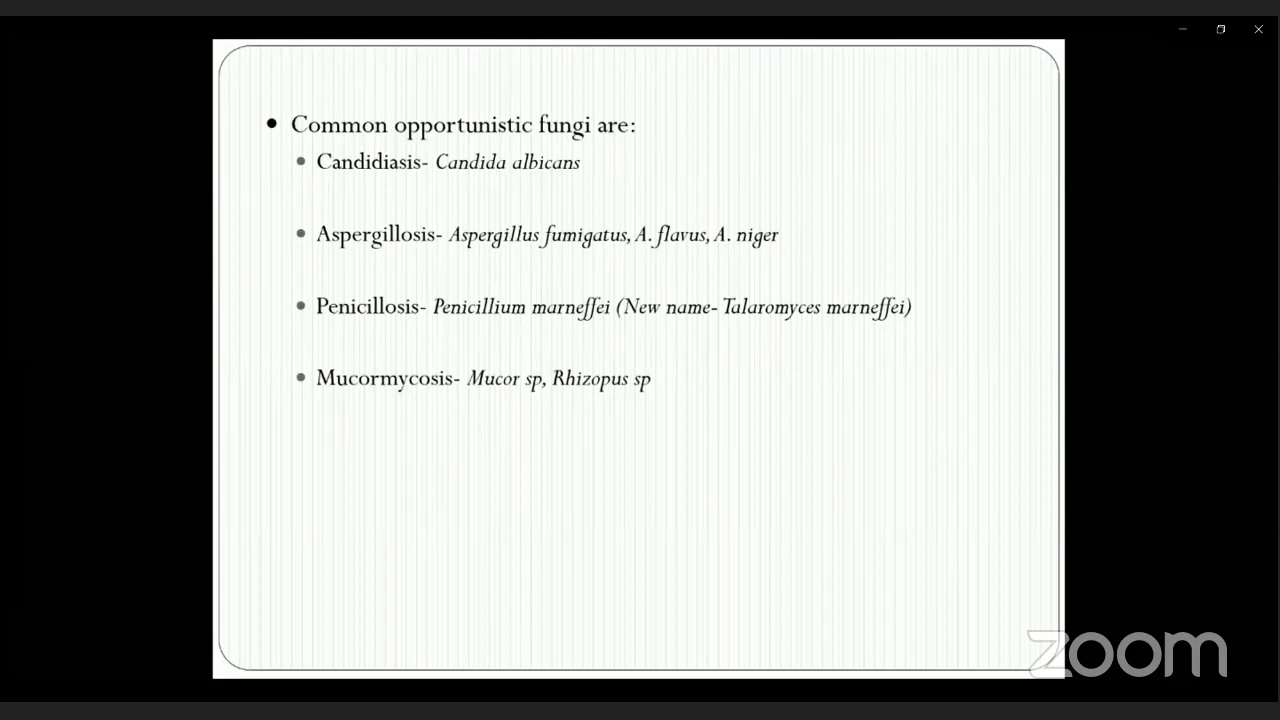 Common opportunistic fungi are:
Candidiasis- Candida albicans
Aspergillosis- Aspergillus fumigatus, A. flavus, A. niger
Penicillosis- Penicillium marneffei (New name- Talaromyces marneffei)
Mucormycosis- Mucor sp, Rhizopus sp
zoom